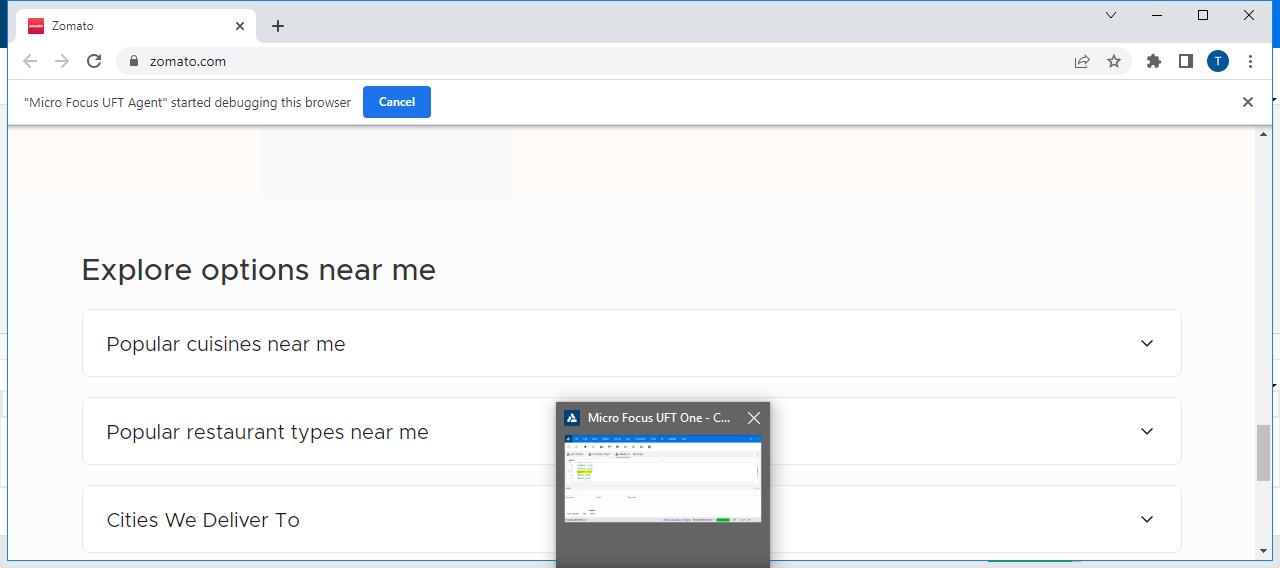 Zomato
zomato.com
T
"Micro Focus UFT Agent" started debugging this browser
Cancel
Explore options near me
Popular cuisines near me
Popular restaurant types near me
Micro Focus UFT One - C...
Cities We Deliver To